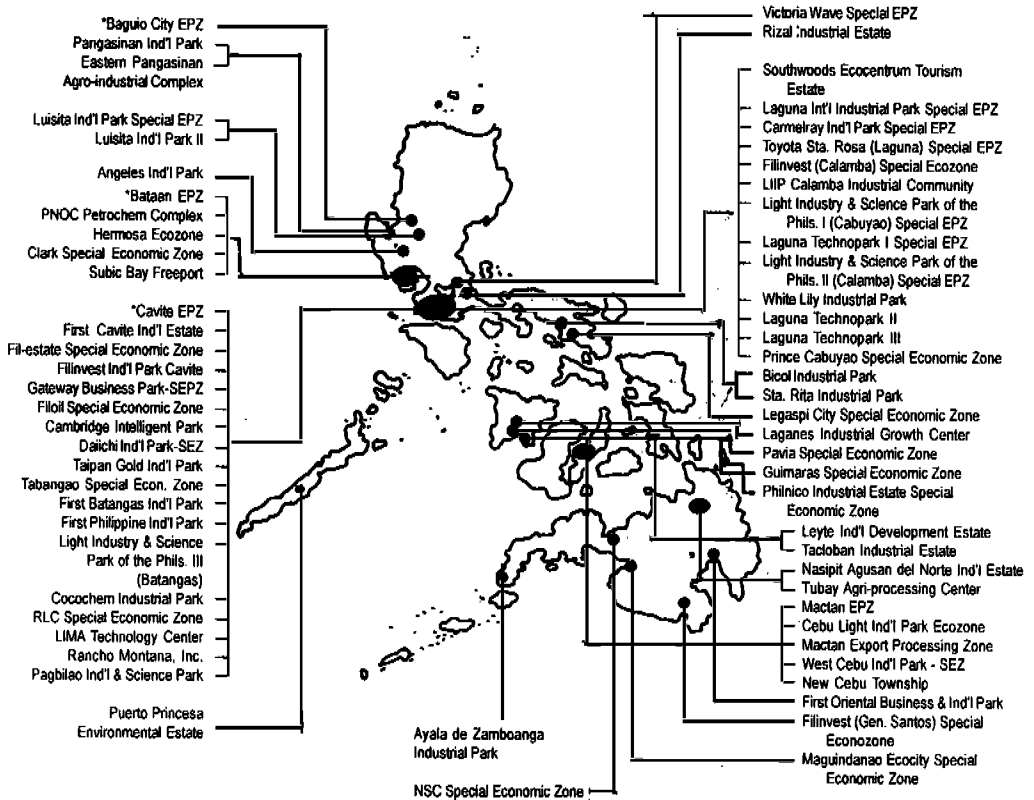 *Baguio City EPZ
Pangasinan Ind'l Park
Eastern Pangasinan
Agro-industrial Complex
Luisita Ind'l Park Special EPZ
Luisita Ind'l Park II
Angeles Ind'l Park
*Bataan EPZ
PNOC Petrochem Complex
Hermosa Ecozone
Clark Special Economic Zone
Subic Bay Freeport
*Cavite EPZ
First Cavite Ind'l Estate
Fil-estate Special Economic Zone
Filinvest Ind'l Park Cavite
Gateway Business Park-SEPZ
Filoil Special Economic Zone
Cambridge Intelligent Park
Daiichi Ind'l Park-SEZ
Taipan Gold Ind'l Park
Tabangao Special Econ. Zone
First Batangas Ind'l Park
First Philippine Ind'l Park
Light Industry & Science
Park of the Phils. III
(Batangas)
Cocochem Industrial Park
RLC Special Economic Zone
LIMA Technology Center
Rancho Montana, Inc.
Pagbilao Ind'l & Science Park
Puerto Princesa
Environmental Estate
Ayala de Zamboanga
Industrial Park
NSC Special Economic Zone
Victoria Wave Special EPZ
Rizal Industrial Estate
Southwoods Ecocentrum Tourism
Estate
Laguna Int'l Industrial Park Special EPZ
Carmelray Ind'l Park Special EPZ
Toyota Sta. Rosa (Laguna) Special EPZ
Filinvest (Calamba) Special Ecozone
LIIP Calamba Industrial Community
Light Industry & Science Park of the
Phils. I (Cabuyao) Special EPZ
Laguna Technopark I Special EPZ
Light Industry & Science Park of the
Phils. II (Calamba) Special EPZ
White Lily Industrial Park
Laguna Technopark II
Laguna Technopark III
Prince Cabuyao Special Economic Zone
Bicol Industrial Park
Sta. Rita Industrial Park
Legaspi City Special Economic Zone
Laganes Industrial Growth Center
Pavia Special Economic Zone
Guimaras Special Economic Zone
Philnico Industrial Estate Special
Economic Zone
Leyte Ind'l Development Estate
Tacloban Industrial Estate
Nasipit Agusan del Norte Ind'l Estate
Tubay Agri-processing Center
Mactan EPZ
Cebu Light Ind'l Park Ecozone
Mactan Export Processing Zone
West Cebu Ind'l Park - SEZ
New Cebu Township
First Oriental Business & Ind'l Park
Filinvest (Gen. Santos) Special
Econozone
Maguindanao Ecocity Special
Economic Zone